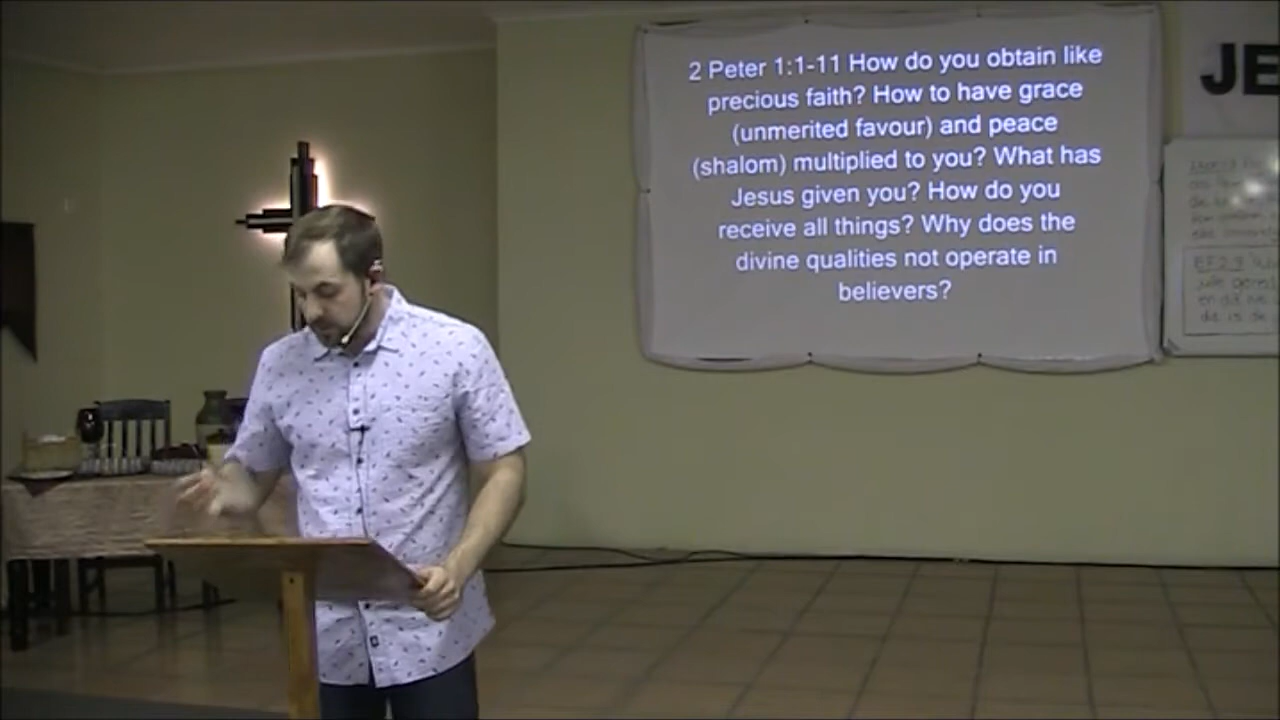 2 Peter 1:1-11 How do you obtain like
precious faith? How to have grace
(unmerited favour) and peace
(shalom) multiplied to you? What has
Jesus given you? How do you
receive all things? Why does the
divine qualities not operate in
believers?
JE